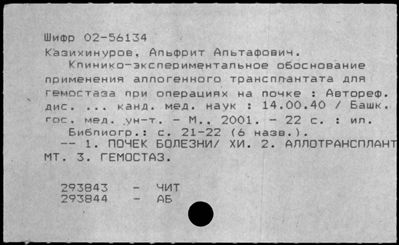 Шифр 02-56134
Казихинуров, Альфрит Альтафович.
Клинико-экспериментальное обоснование
применения аллогенного трансплантата для
гемостаза при операциях на почке : Автореф.
дис. ... канд. мед. наук : 14.00.40 / Башк.
гос. мед. ун-т. - М., 2001. - 22 с. : ил.
Библиогр.: с. 21-22 (6 назв.).
-- 1. ПОЧЕК БОЛЕЗНИ/ ХИ. 2. АЛЛОТРАНСПЛАНТ
МТ. 3. ГЕМОСТАЗ.
293843 - ЧИТ
293844 - АБ